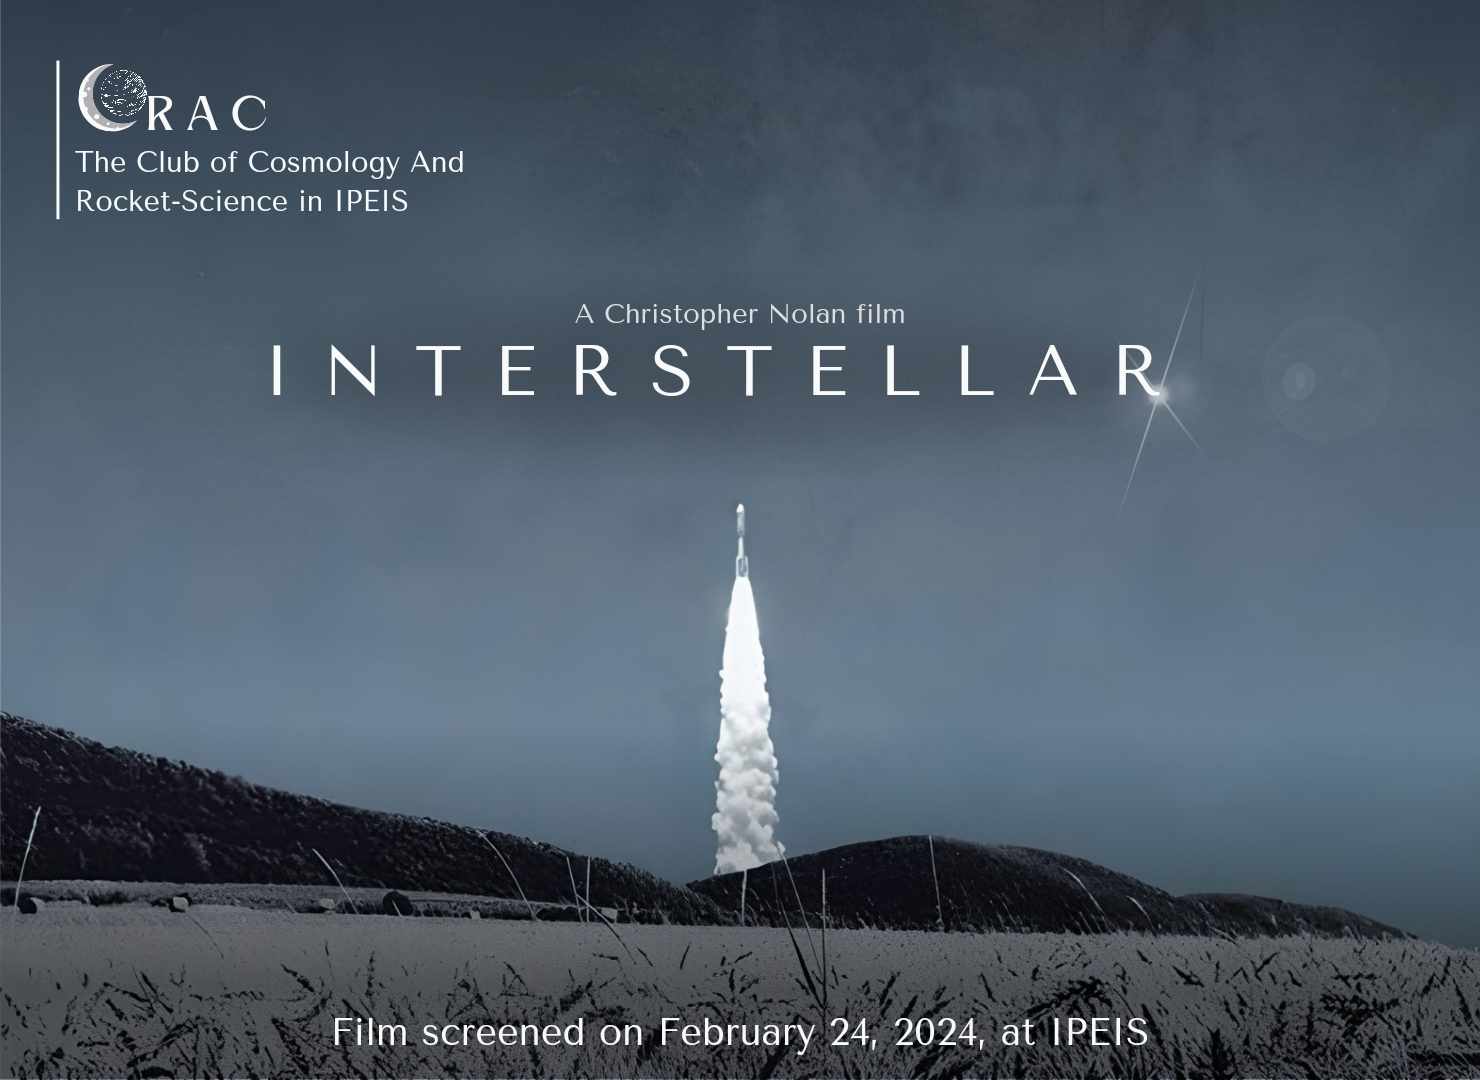 CRAC
The Club of Cosmology And
Rocket-Science in IPEIS
A Christopher Nolan film
INTERSTELLAR
Film screened on February 24, 2024, at IPEIS